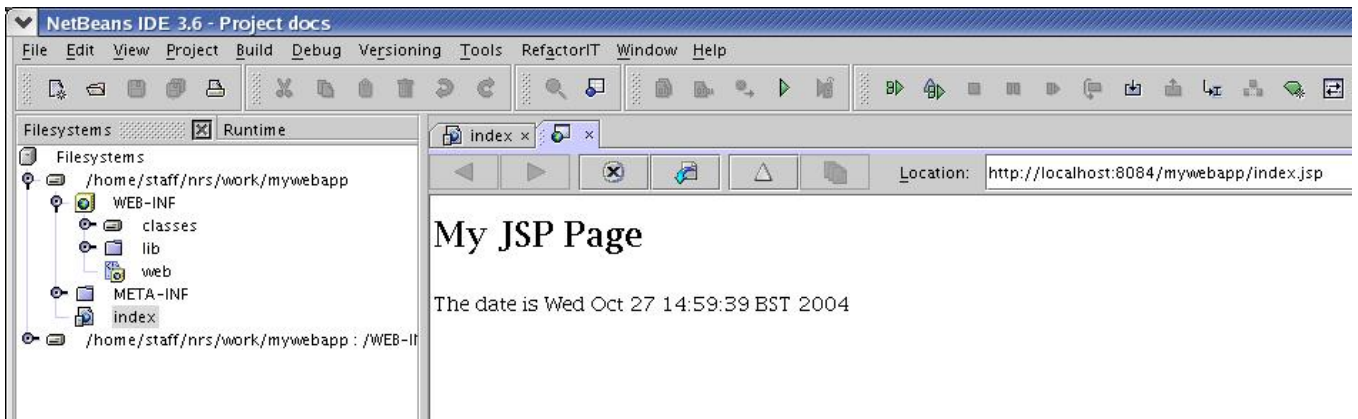 NetBeans IDE 3.6 - Project docs
File Edit View Project Build Debug Versioning Tools RefactorIT Window Help
Filesystems Runtime
index
Filesystems
/home/staff/nrs/work/mywebapp
Location: http://localhost:8084/mywebapp/index.jsp
WEB-INF
classes
lib
web
META-INF
index
/home/staff/nrs/work/mywebapp : /WEB-II
My JSP Page
The date is Wed Oct 27 14:59:39 BST 2004